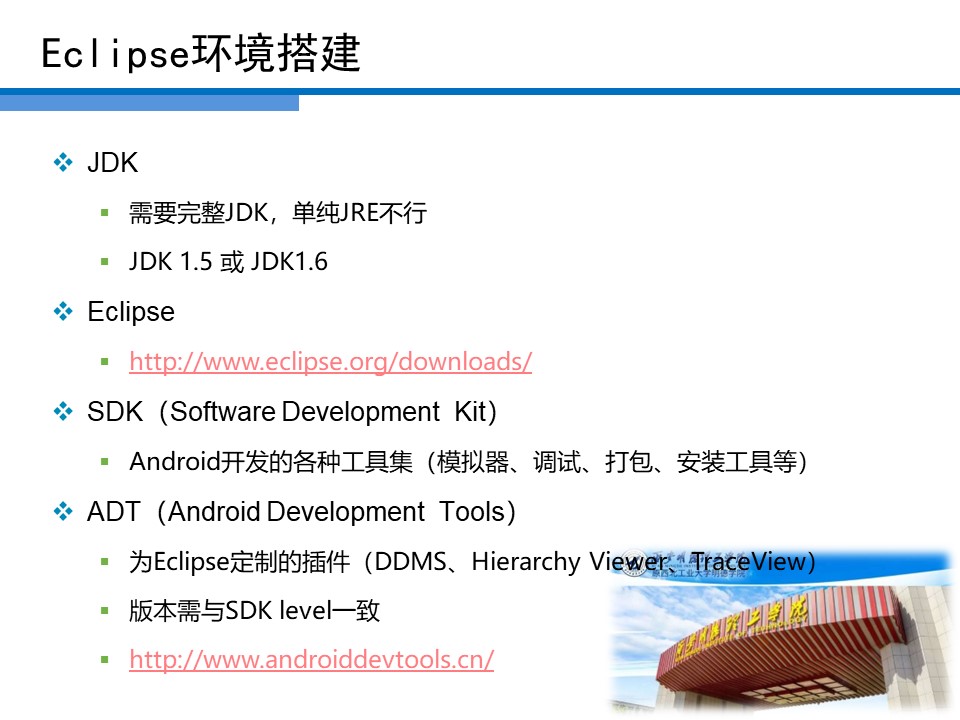 Eclipse环境搭建
JDK
需要完整JDK，单纯JRE不行
JDK 1.5 或 JDK1.6
Eclipse
http://www.eclipse.org/downloads/
SDK（Software Development Kit）
Android开发的各种工具集（模拟器、调试、打包、安装工具等）
ADT（Android Development Tools）
为Eclipse定制的插件（DDMS、Hierarchy Viewer、TraceView）
版本需与SDK level一致
http://www.androiddevtools.cn/